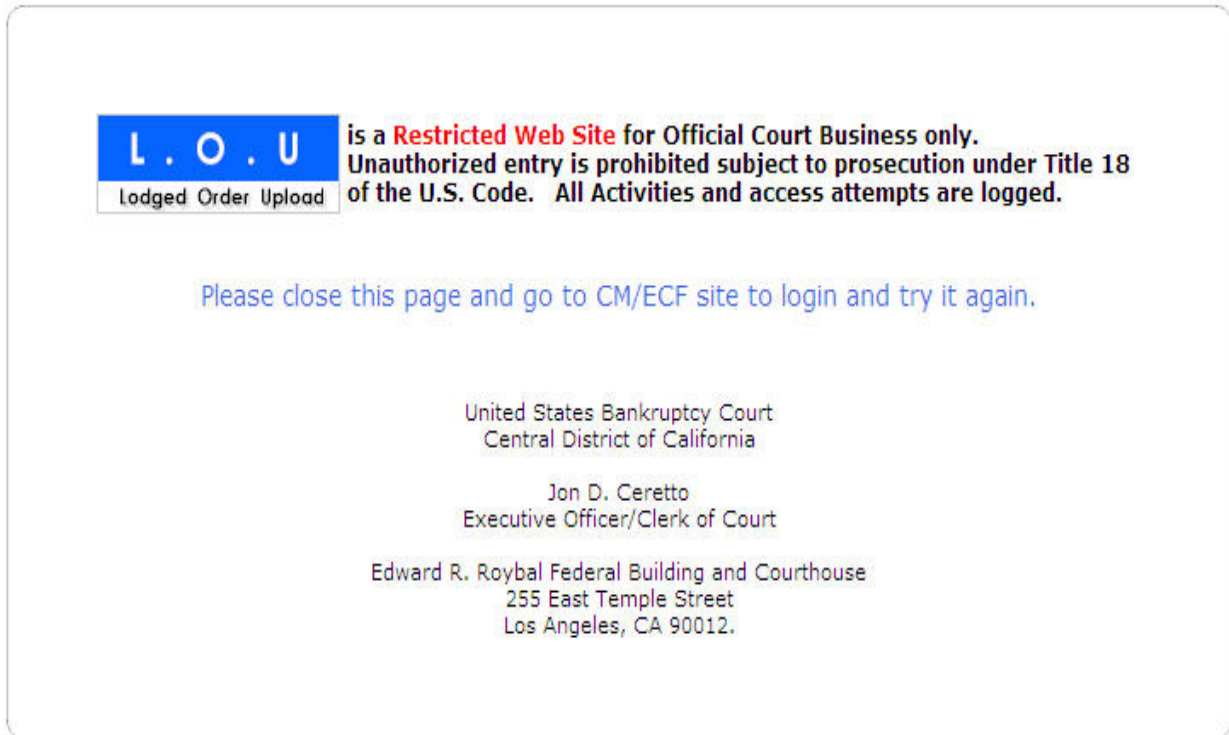 L . O . U
Lodged Order Upload
is a Restricted Web Site for Official Court Business only.
Unauthorized entry is prohibited subject to prosecution under Title 18
of the U.S. Code. All Activities and access attempts are logged.
Please close this page and go to CM/ECF site to login and try it again.
United States Bankruptcy Court
Central District of California
Jon D. Ceretto
Executive Officer/Clerk of Court
Edward R. Roybal Federal Building and Courthouse
255 East Temple Street
Los Angeles, CA 90012.